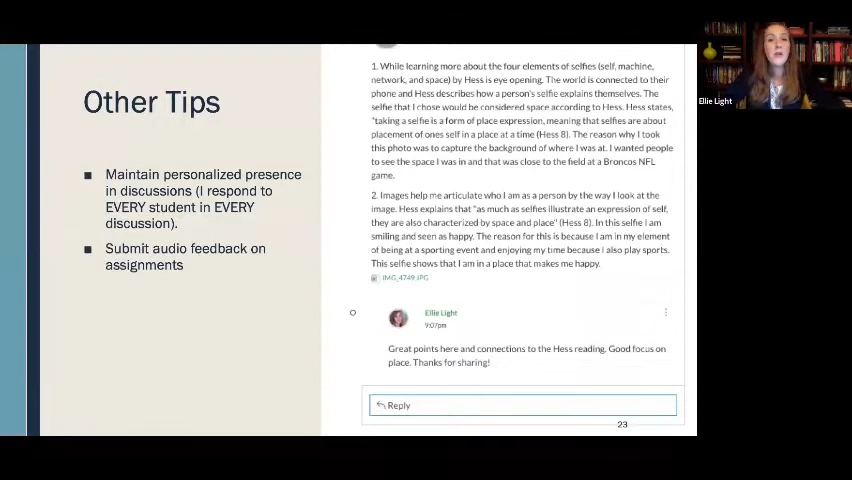 Other Tips
■ Maintain personalized presence
in discussions (I respond to
EVERY student in EVERY
discussion).
■ Submit audio feedback on
assignments
1. While learning more about the four elements of selfies (self, machine,
network, and space) by Hess is eye opening. The world is connected to their
phone and Hess describes how a person's selfie explains themselves. The
selfie that I chose would be considered space according to Hess. Hess states,
"taking a selfie is a form of place expression, meaning that selfies are about
placement of ones self in a place at a time (Hess 8). The reason why I took
this photo was to capture the background of where I was at. I wanted people
to see the space I was in and that was close to the field at a Broncos NFL
game.
2. Images help me articulate who I am as a person by the way I look at the
image. Hess explains that "as much as selfies illustrate an expression of self,
they are also characterized by space and place" (Hess 8). In this selfie I am
smiling and seen as happy. The reason for this is because I am in my element
of being at a sporting event and enjoying my time because I also play sports.
This selfie shows that I am in a place that makes me happy.
IMG_4749.JPG
Ellie Light
9:07pm
Great points here and connections to the Hess reading. Good focus on
place. Thanks for sharing!
Reply
23
Ellie Light